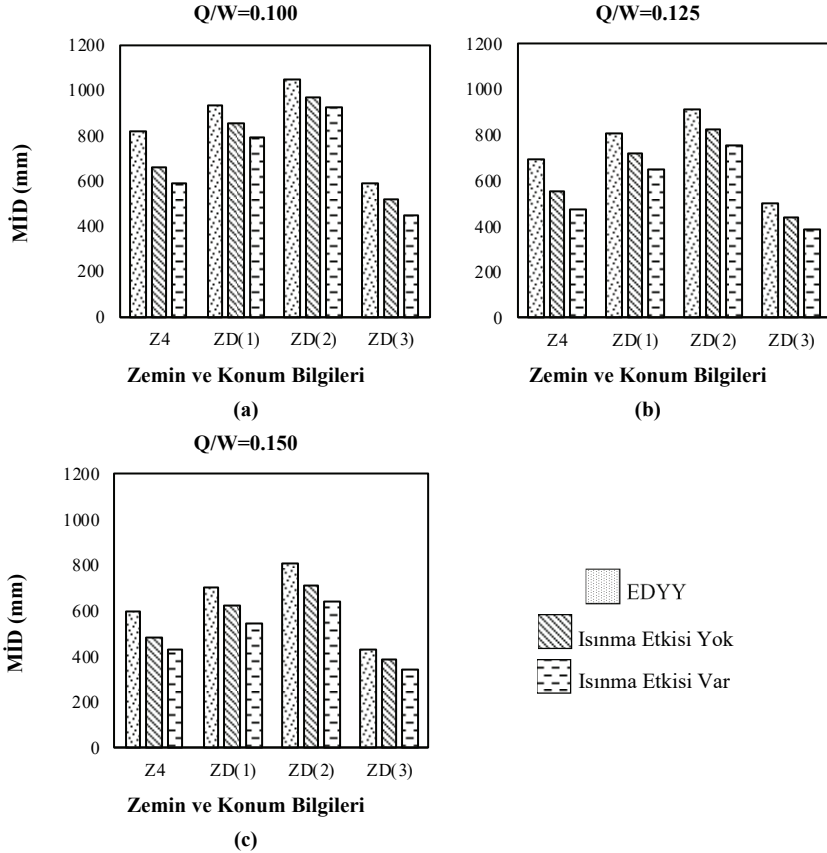 Q/W=0.100
MİD (mm)
1200
1000
800
600
400
200
0
Z4 ZD(1) ZD(2) ZD(3)
Zemin ve Konum Bilgileri
(a)
Q/W=0.125
1200
1000
800
600
400
200
0
Z4 ZD(1) ZD(2) ZD(3)
Zemin ve Konum Bilgileri
(b)
Q/W=0.150
MİD (mm)
1200
1000
800
600
400
200
0
Z4 ZD(1) ZD(2) ZD(3)
Zemin ve Konum Bilgileri
(c)
EDYY
Isınma Etkisi Yok
Isınma Etkisi Var